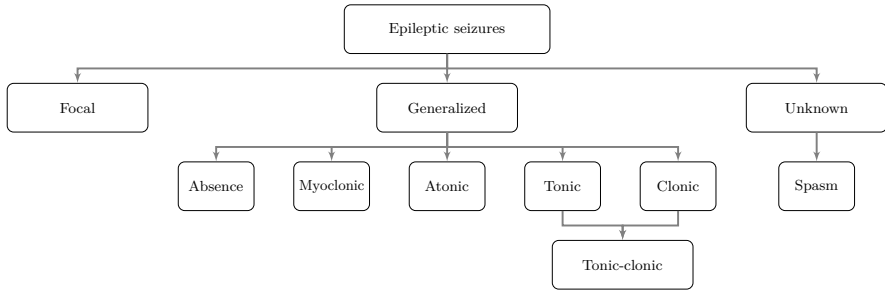 Epileptic seizures
Focal
Generalized
Unknown
Absence
Myoclonic
Atonic
Tonic
Clonic
Spasm
Tonic-clonic